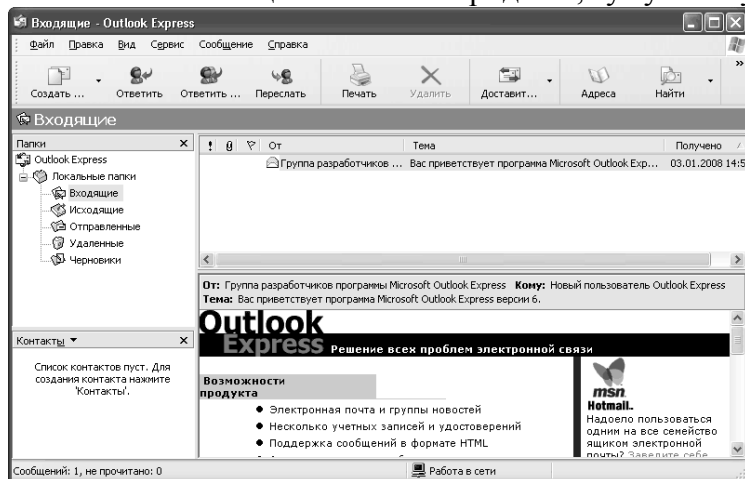 Входящие - Outlook Express
Файл Правка Вид Сервис Сообщение Справка
Создать ... Ответить Ответить ... Переслать Печать Удалить Доставит... Адреса Найти »
Входящие
Папки x
Outlook Express
Локальные папки
Входящие
Исходящие
Отправленные
Удаленные
Черновики
! От Тема Получено
Группа разработчиков ... Вас приветствует программа Microsoft Outlook Exp... 03.01.2008 14:5
От: Группа разработчиков программы Microsoft Outlook Express Кому: Новый пользователь Outlook Express
Тема: Вас приветствует программа Microsoft Outlook Express версии 6.
Outlook
Express Решение всех проблем электронной связи
Возможности
продукта
● Электронная почта и группы новостей
● Несколько учетных записей и удостоверений
● Поддержка сообщений в формате HTML
msn
Hotmail.
Надоело пользоваться
одним на все семейство
ящиком электронной
почты? Заведите себе
Контакты x
Список контактов пуст. Для
создания контакта нажмите
'Контакты'.
Сообщений: 1, не прочитано: 0
Работа в сети